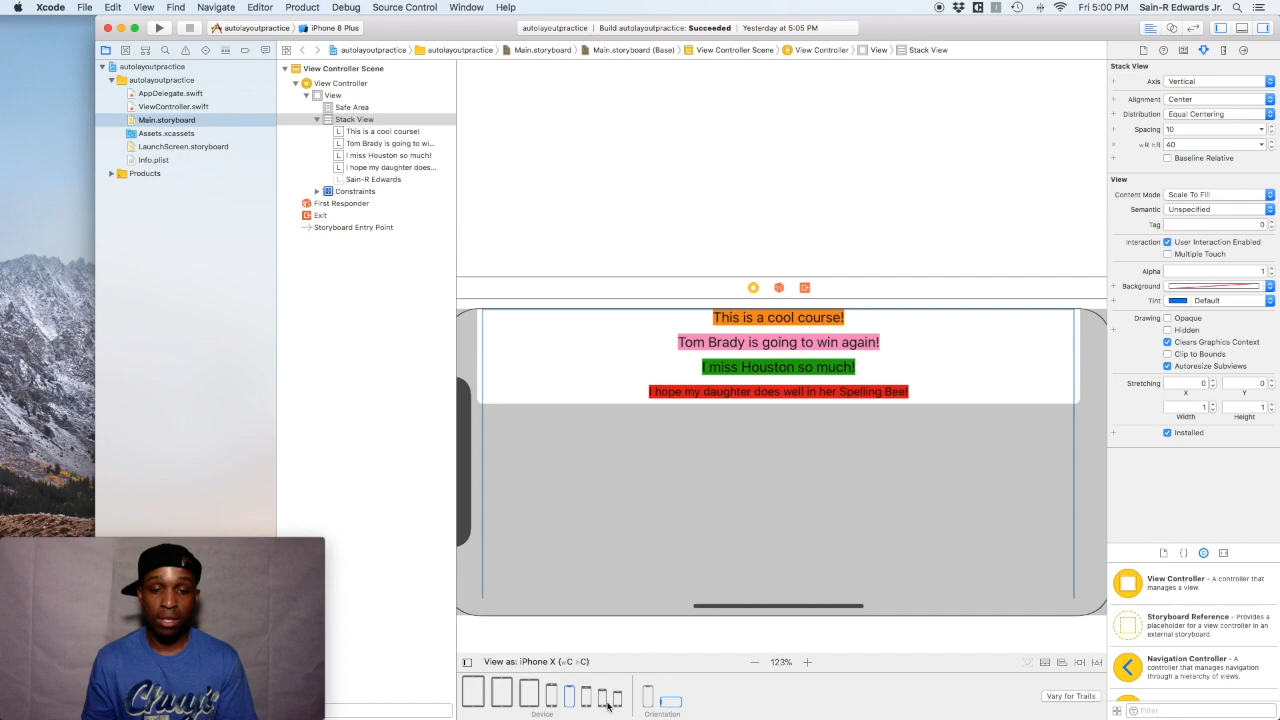 Xcode File Edit View Find Navigate Editor Product Debug Source Control Window Help
Fri 5:00 PM Sain-R Edwards Jr.
autolayoutpractice iPhone 8 Plus
autolayoutpractice Build autolayoutpractice: Succeeded Yesterday at 5:05 PM
autolayoutpractice autolayoutpractice Main.storyboard Main.storyboard (Base) View Controller Scene View Controller View Stack View
autolayoutpractice
autolayoutpractice
AppDelegate.swift
ViewController.swift
Main.storyboard
Assets.xcassets
LaunchScreen.storyboard
Info.plist
Products
View Controller Scene
View Controller
View
Safe Area
Stack View
L This is a cool course!
L Tom Brady is going to wi...
L I miss Houston so much!
L I hope my daughter does...
L Sain-R Edwards
Constraints
First Responder
Exit
Storyboard Entry Point
This is a cool course!
Tom Brady is going to win again!
I miss Houston so much!
I hope my daughter does well in her Spelling Bee!
View as: iPhone X (wC hC)
123%
Device
Orientation
Vary for Traits
Stack View
Axis Vertical
Alignment Center
Distribution Equal Centering
Spacing 10
wR hR 40
Baseline Relative
View
Content Mode Scale To Fill
Semantic Unspecified
Tag 0
Interaction User Interaction Enabled
Multiple Touch
Alpha 1
Background
Tint Default
Drawing Opaque
Hidden
Clears Graphics Context
Clip to Bounds
Autoresize Subviews
Stretching 0 0
X Y
1 1
Width Height
Installed
View Controller - A controller that manages a view.
Storyboard Reference - Provides a placeholder for a view controller in an external storyboard.
Navigation Controller - A controller that manages navigation through a hierarchy of views.
Filter